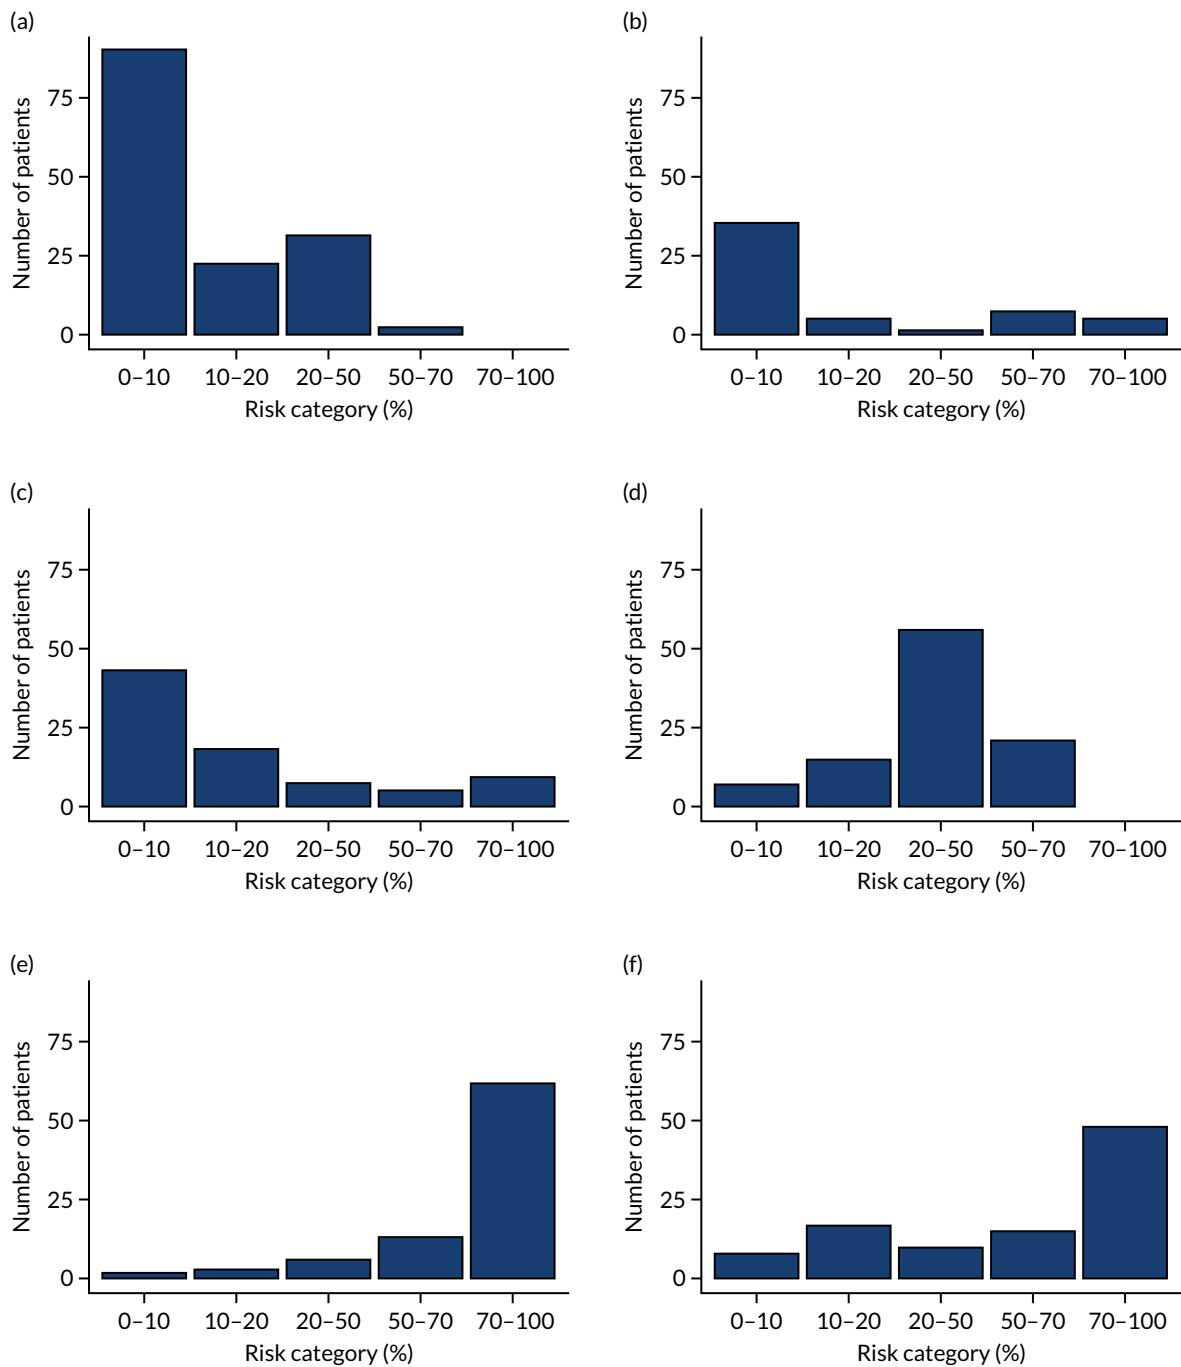 (a)
Number of patients
75
50
25
0
0–10 10–20 20–50 50–70 70–100
Risk category (%)
(b)
Number of patients
75
50
25
0
0–10 10–20 20–50 50–70 70–100
Risk category (%)
(c)
Number of patients
75
50
25
0
0–10 10–20 20–50 50–70 70–100
Risk category (%)
(d)
Number of patients
75
50
25
0
0–10 10–20 20–50 50–70 70–100
Risk category (%)
(e)
Number of patients
75
50
25
0
0–10 10–20 20–50 50–70 70–100
Risk category (%)
(f)
Number of patients
75
50
25
0
0–10 10–20 20–50 50–70 70–100
Risk category (%)